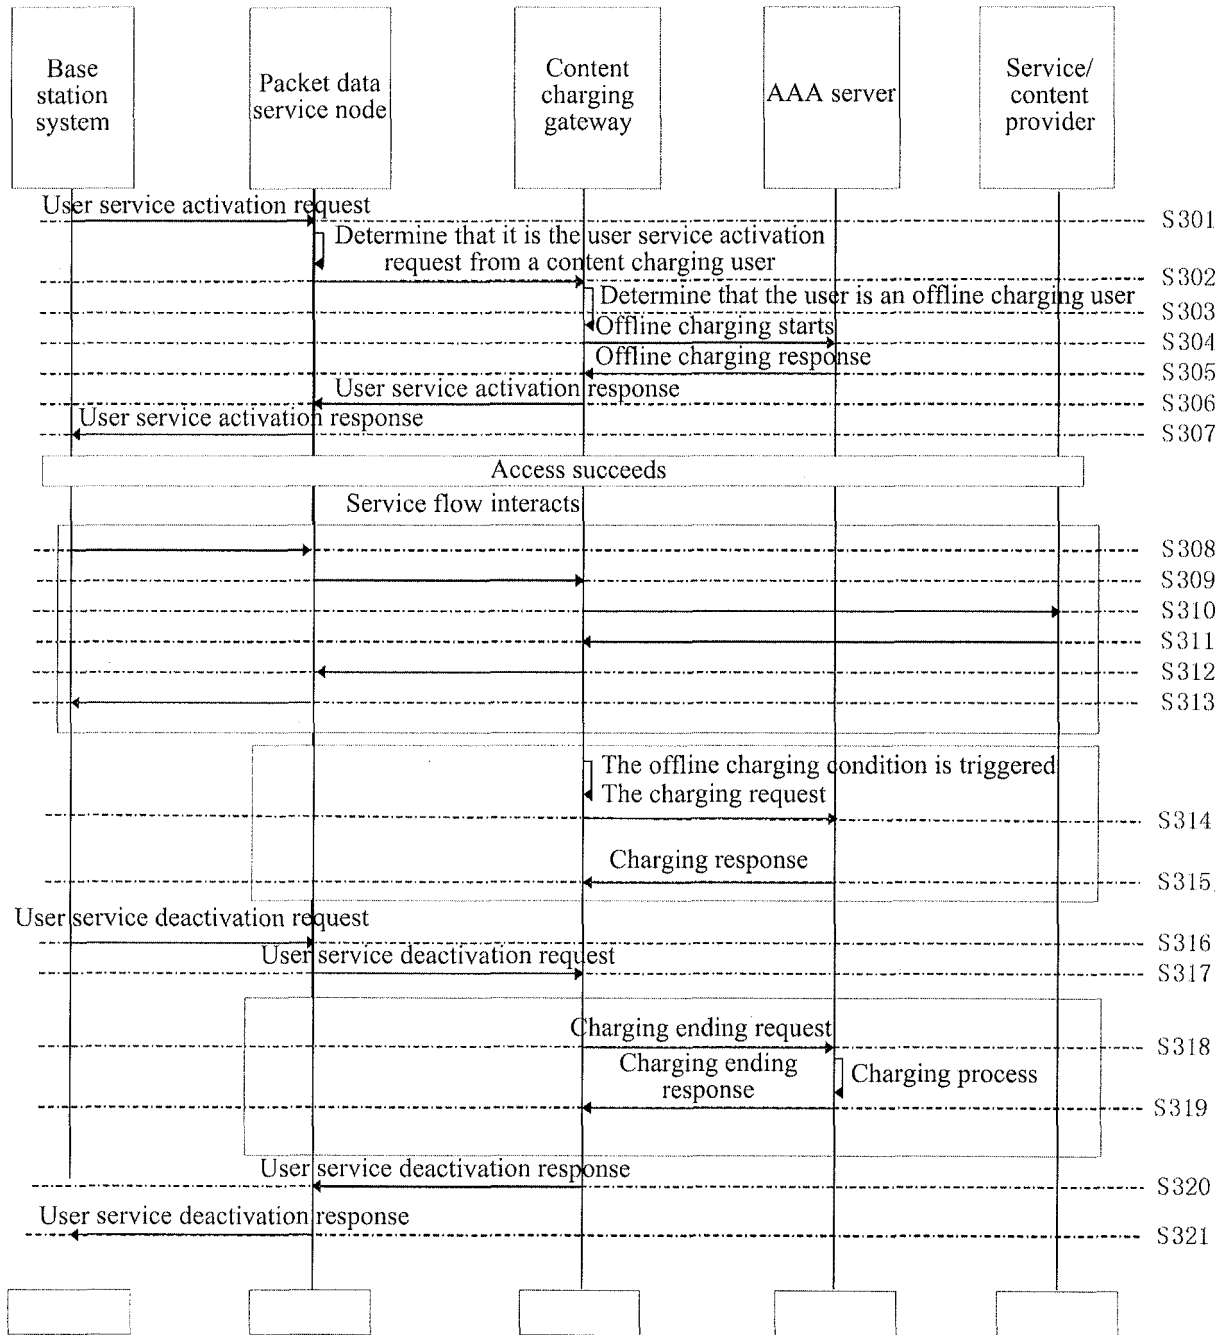 Base
station
system
Packet data
service node
Content
charging
gateway
AAA server
Service/
content
provider
User service activation request
S301
Determine that it is the user service activation
request from a content charging user
S302
Determine that the user is an offline charging user
S303
Offline charging starts
S304
Offline charging response
S305
User service activation response
S306
User service activation response
S307
Access succeeds
Service flow interacts
S308
S309
S310
S311
S312
S313
The offline charging condition is triggered
The charging request
S314
Charging response
S315
User service deactivation request
S316
User service deactivation request
S317
Charging ending request
S318
Charging ending
response
Charging process
S319
User service deactivation response
S320
User service deactivation response
S321